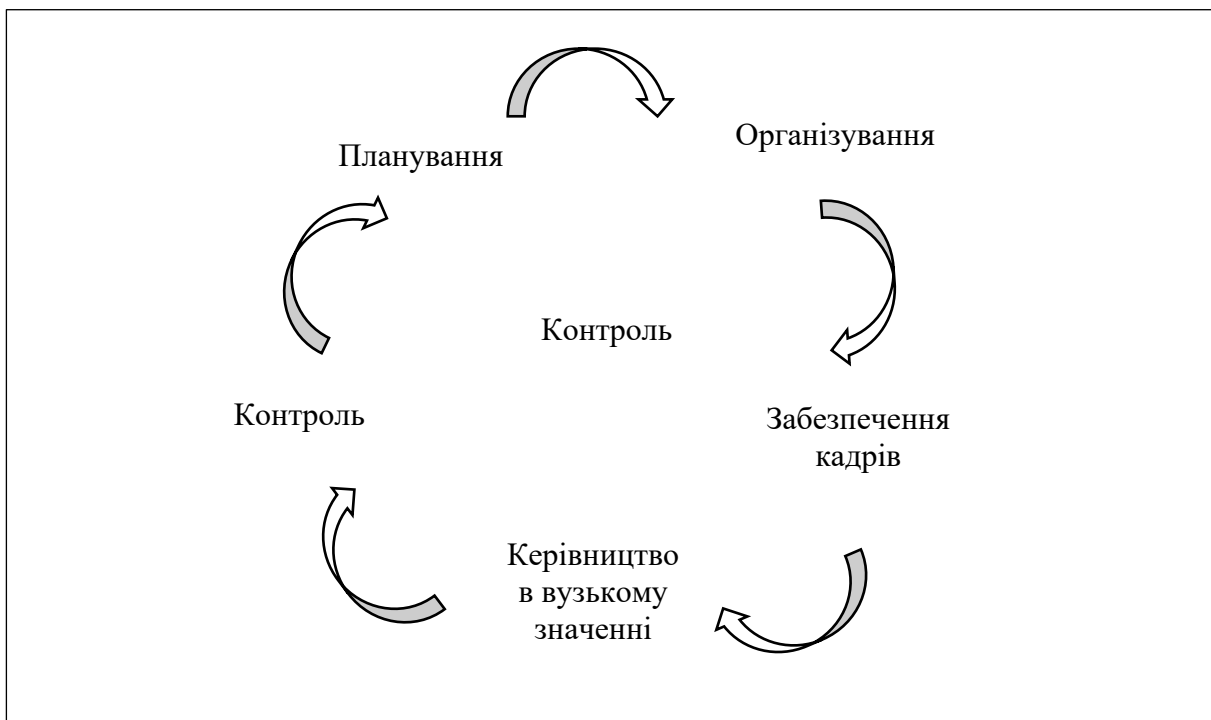 Планування
Організування
Контроль
Контроль
Забезпечення
кадрів
Керівництво
в вузькому
значенні